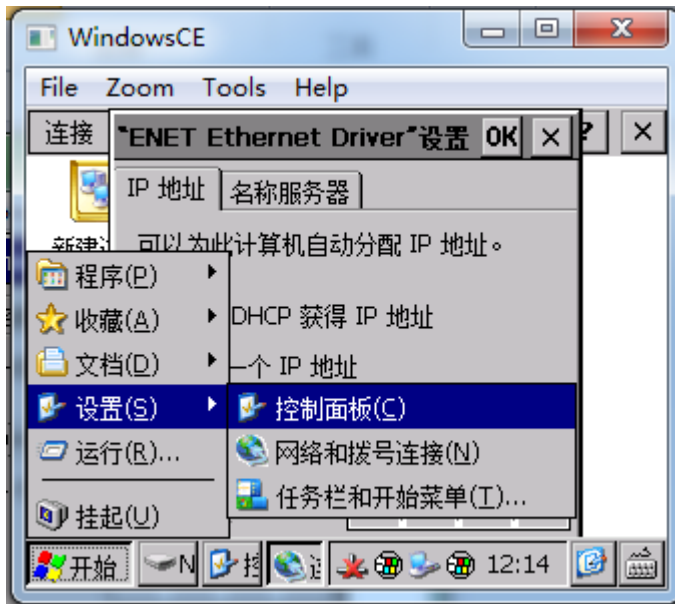 WindowsCE
File Zoom Tools Help
连接
"ENET Ethernet Driver"设置 OK ×
?
×
IP 地址 名称服务器
新建
可以为此计算机自动分配 IP 地址。
程序(P)
收藏(A)
DHCP 获得 IP 地址
文档(D)
一个 IP 地址
设置(S)
控制面板(C)
网络和拨号连接(N)
任务栏和开始菜单(T)...
运行(R)...
挂起(U)
开始
N
12:14